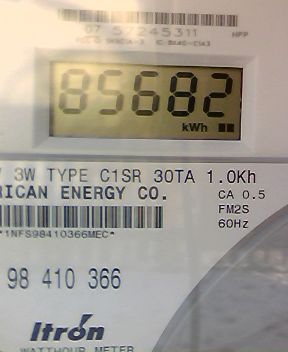 07 57245311 NPP
85682
kWh
3W TYPE C1SR 30TA 1.0Kh
RICAN ENERGY CO.
CA 0.5
FM2S
60Hz
*1NFS98410366MEC*
98 410 366
Itron
WATTHOUR METER